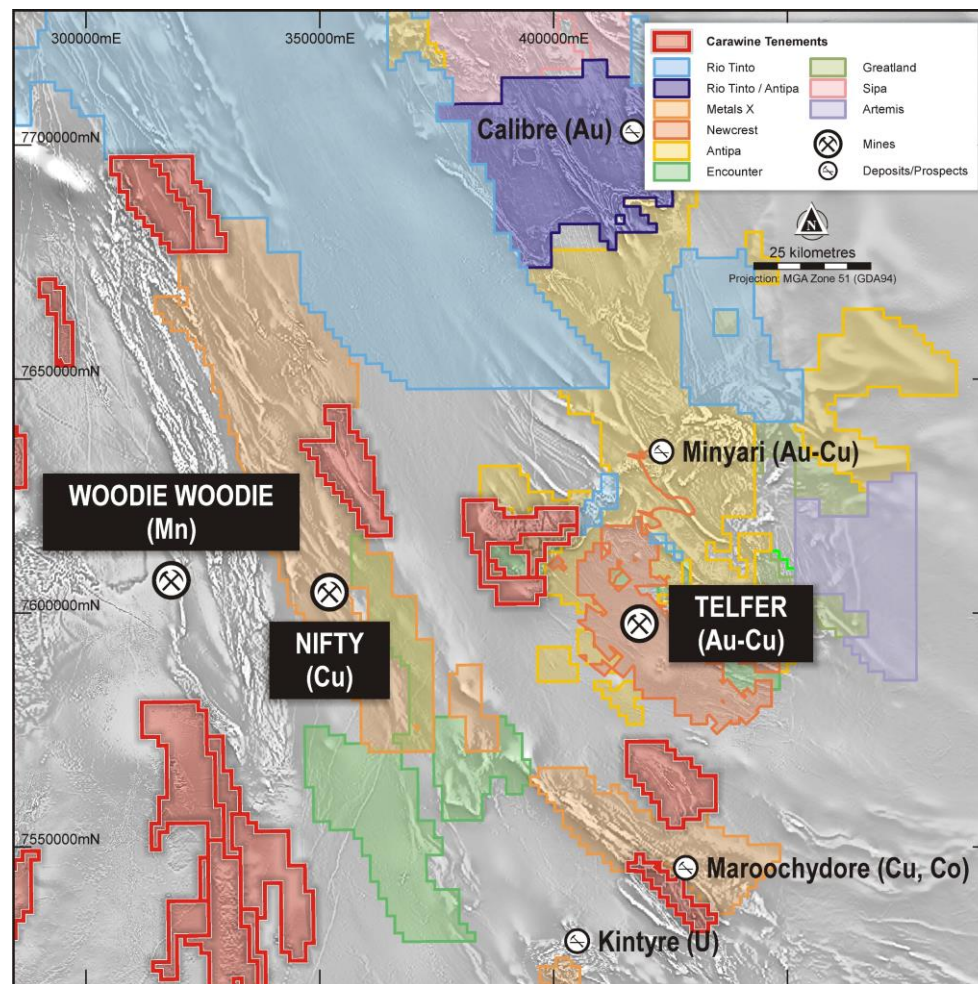 300000mE
350000mE
400000mE
7700000mN
7650000mN
7600000mN
7550000mN
Carawine Tenements
Rio Tinto
Rio Tinto / Antipa
Metals X
Newcrest
Antipa
Encounter
Greatland
Sipa
Artemis
Mines
Deposits/Prospects
N
25 kilometres
Projection: MGA Zone 51 (GDA94)
Calibre (Au)
Minyari (Au-Cu)
WOODIE WOODIE
(Mn)
NIFTY
(Cu)
TELFER
(Au-Cu)
Maroochydore (Cu, Co)
Kintyre (U)